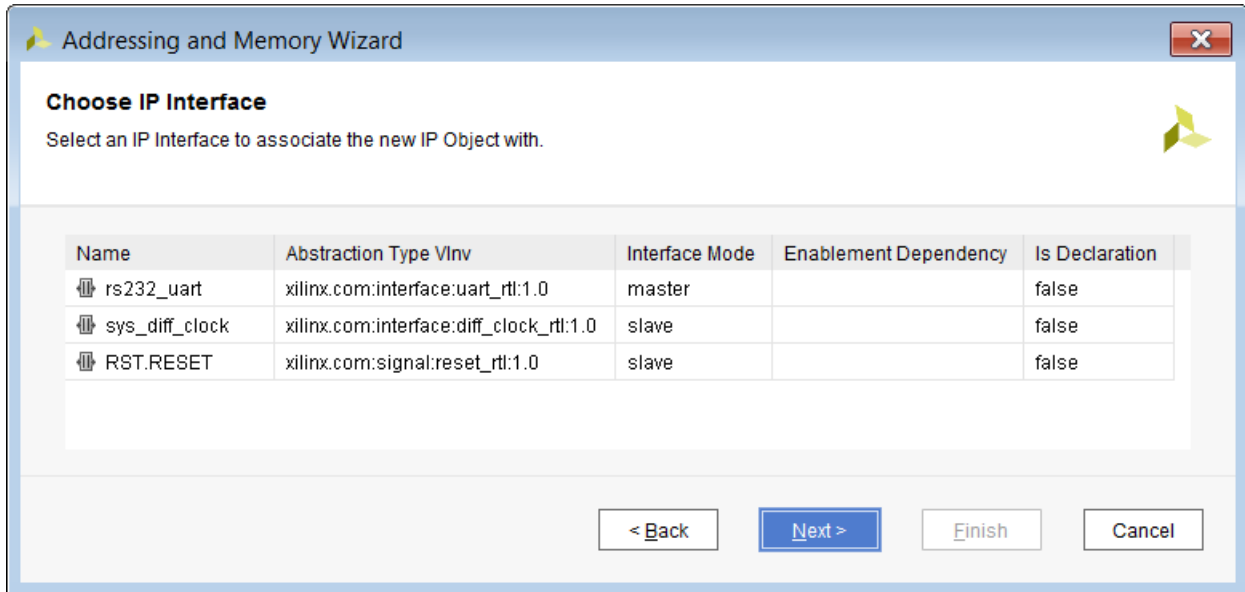 Addressing and Memory Wizard
Choose IP Interface
Select an IP Interface to associate the new IP Object with.
Name Abstraction Type Vlnv Interface Mode Enablement Dependency Is Declaration
rs232_uart xilinx.com:interface:uart_rtl:1.0 master false
sys_diff_clock xilinx.com:interface:diff_clock_rtl:1.0 slave false
RST.RESET xilinx.com:signal:reset_rtl:1.0 slave false
< Back Next > Finish Cancel